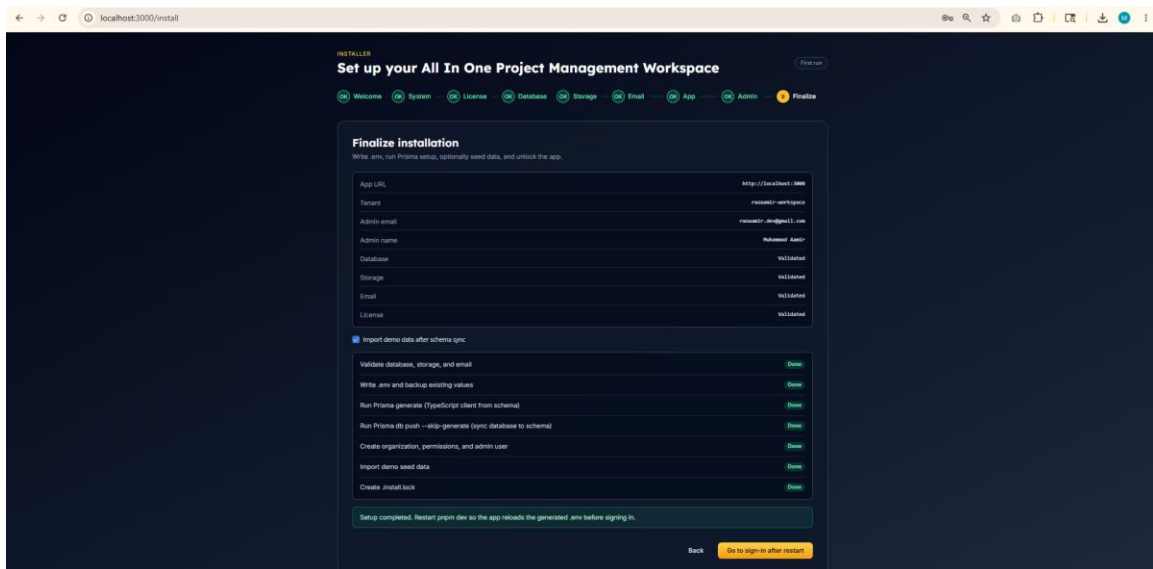 localhost:3000/install
M
INSTALLER
Set up your All In One Project Management Workspace
First run
OK Welcome OK System OK License OK Database OK Storage OK Email OK App OK Admin Finalize
Finalize installation
Write .env, run Prisma setup, optionally seed data, and unlock the app.
App URL http://localhost:3000
Tenant
Admin email
Admin name Muhammad Aamir
Database Validated
Storage Validated
Email Validated
License Validated
Import demo data after schema sync
Validate database, storage, and email Done
Write .env and backup existing values Done
Run Prisma generate (TypeScript client from schema) Done
Run Prisma db push --skip-generate (sync database to schema) Done
Create organization, permissions, and admin user Done
Import demo seed data Done
Create .install.lock Done
Setup completed. Restart pnpm dev so the app reloads the generated .env before signing in.
Back Go to sign-in after restart